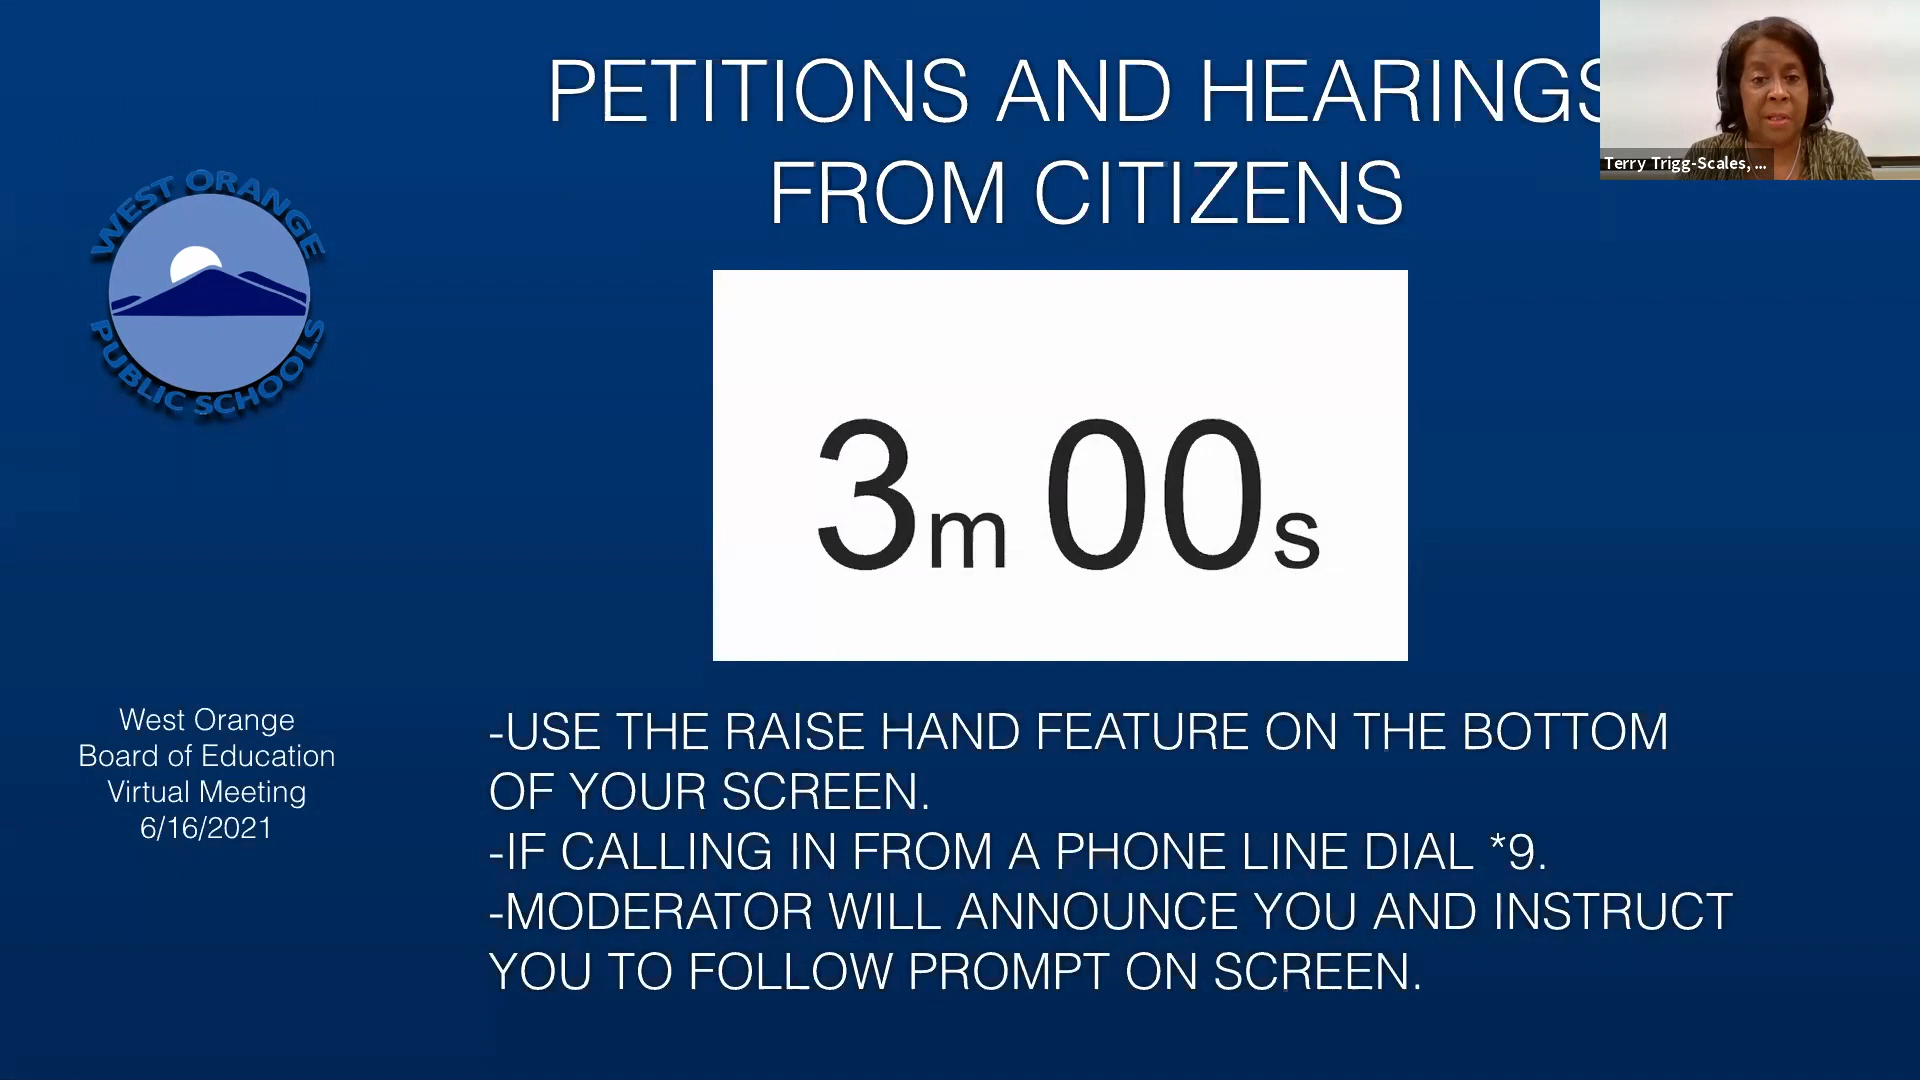 PETITIONS AND HEARINGS
FROM CITIZENS
Terry Trigg-Scales, ...
WEST ORANGE
PUBLIC SCHOOLS
3m 00s
West Orange
Board of Education
Virtual Meeting
6/16/2021
-USE THE RAISE HAND FEATURE ON THE BOTTOM
OF YOUR SCREEN.
-IF CALLING IN FROM A PHONE LINE DIAL *9.
-MODERATOR WILL ANNOUNCE YOU AND INSTRUCT
YOU TO FOLLOW PROMPT ON SCREEN.